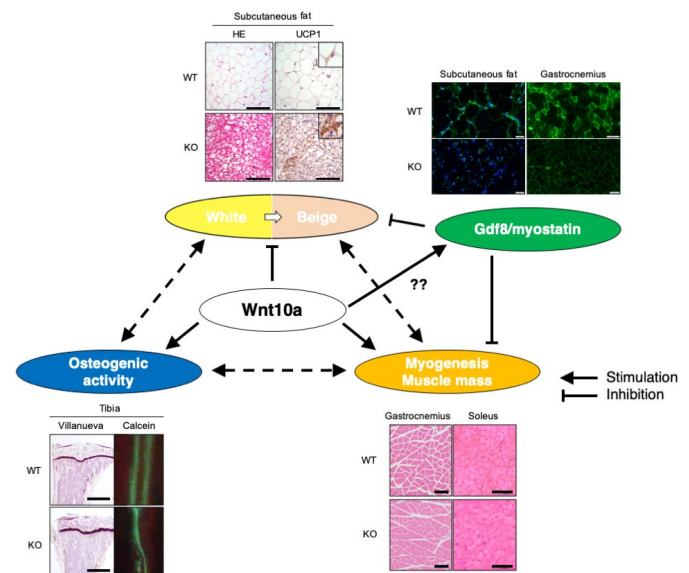 Subcutaneous fat
HE UCP1
WT
KO
Subcutaneous fat Gastrocnemius
WT
KO
White Beige
Gdf8/myostatin
??
Wnt10a
Osteogenic
activity
Myogenesis
Muscle mass
Stimulation
Inhibition
Tibia
Villanueva Calcein
WT
KO
Gastrocnemius Soleus
WT
KO